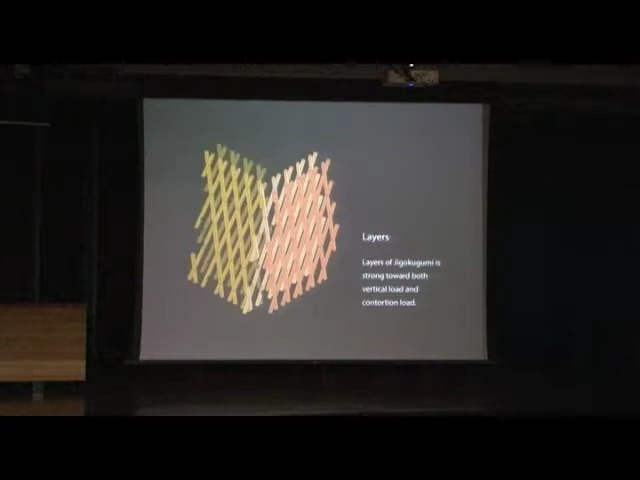 Layers
Layers of Jigokugumi is
strong toward both
vertical load and
contortion load.